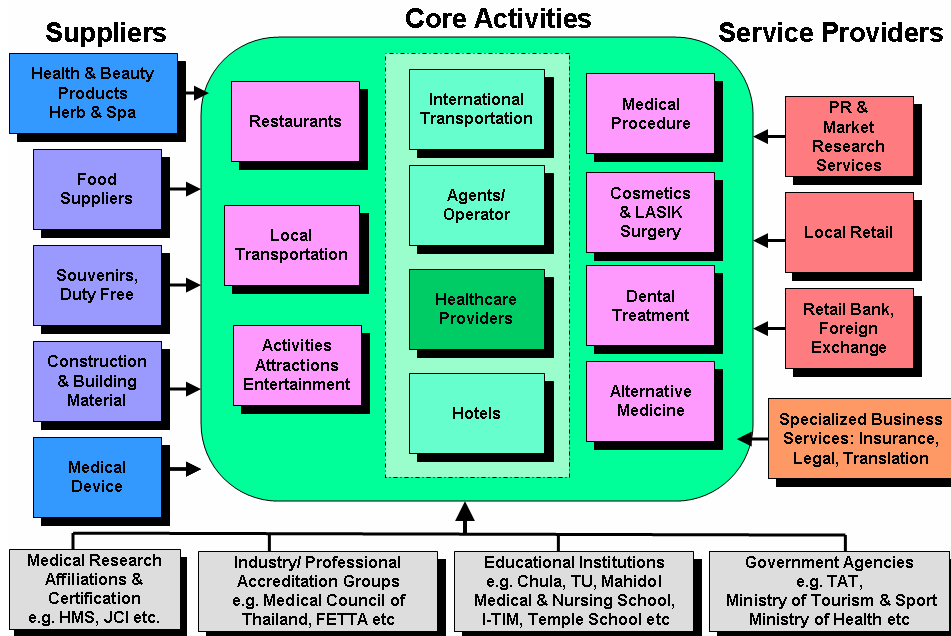 Suppliers
Core Activities
Service Providers
Health & Beauty
Products
Herb & Spa
Food
Suppliers
Souvenirs,
Duty Free
Construction
& Building
Material
Medical
Device
Restaurants
Local
Transportation
Activities
Attractions
Entertainment
International
Transportation
Agents/
Operator
Healthcare
Providers
Hotels
Medical
Procedure
Cosmetics
& LASIK
Surgery
Dental
Treatment
Alternative
Medicine
PR &
Market
Research
Services
Local Retail
Retail Bank,
Foreign
Exchange
Specialized Business
Services: Insurance,
Legal, Translation
Medical Research
Affiliations &
Certification
e.g. HMS, JCI etc.
Industry/ Professional
Accreditation Groups
e.g. Medical Council of
Thailand, FETTA etc
Educational Institutions
e.g. Chula, TU, Mahidol
Medical & Nursing School,
I-TIM, Temple School etc
Government Agencies
e.g. TAT,
Ministry of Tourism & Sport
Ministry of Health etc